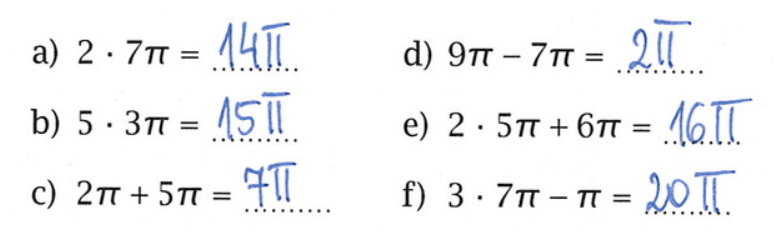 a) 2 · 7π = 14π
b) 5 · 3π = 15π
c) 2π + 5π = 7π
d) 9π – 7π = 2π
e) 2 · 5π + 6π = 16π
f) 3 · 7π – π = 20π